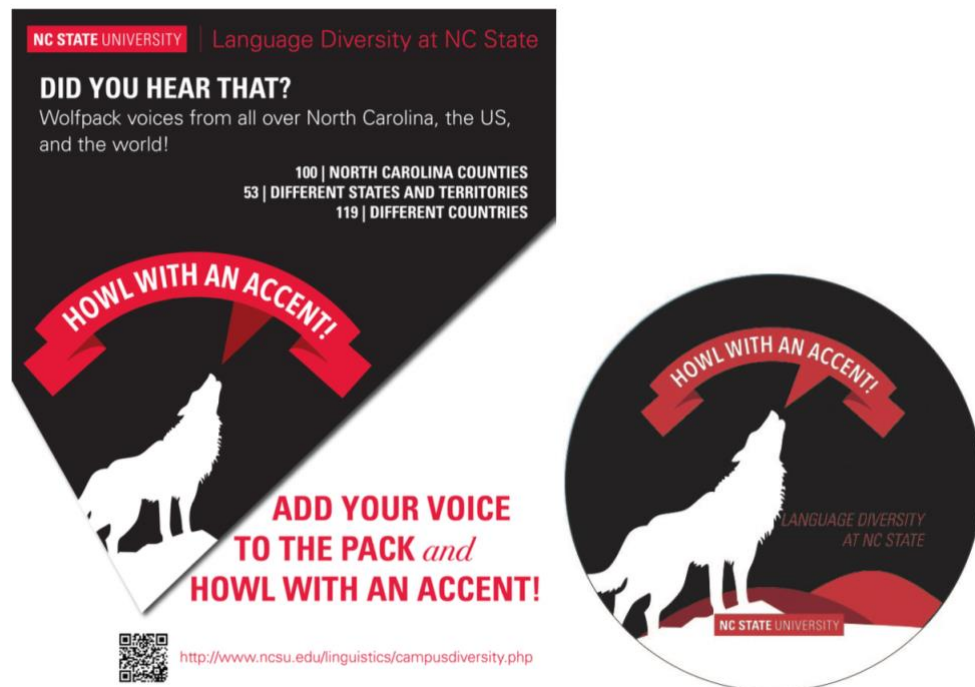 NC STATE UNIVERSITY | Language Diversity at NC State
DID YOU HEAR THAT?
Wolfpack voices from all over North Carolina, the US,
and the world!
100 | NORTH CAROLINA COUNTIES
53 | DIFFERENT STATES AND TERRITORIES
119 | DIFFERENT COUNTRIES
HOWL WITH AN ACCENT!
ADD YOUR VOICE
TO THE PACK and
HOWL WITH AN ACCENT!
http://www.ncsu.edu/linguistics/campusdiversity.php
HOWL WITH AN ACCENT!
LANGUAGE DIVERSITY
AT NC STATE
NC STATE UNIVERSITY